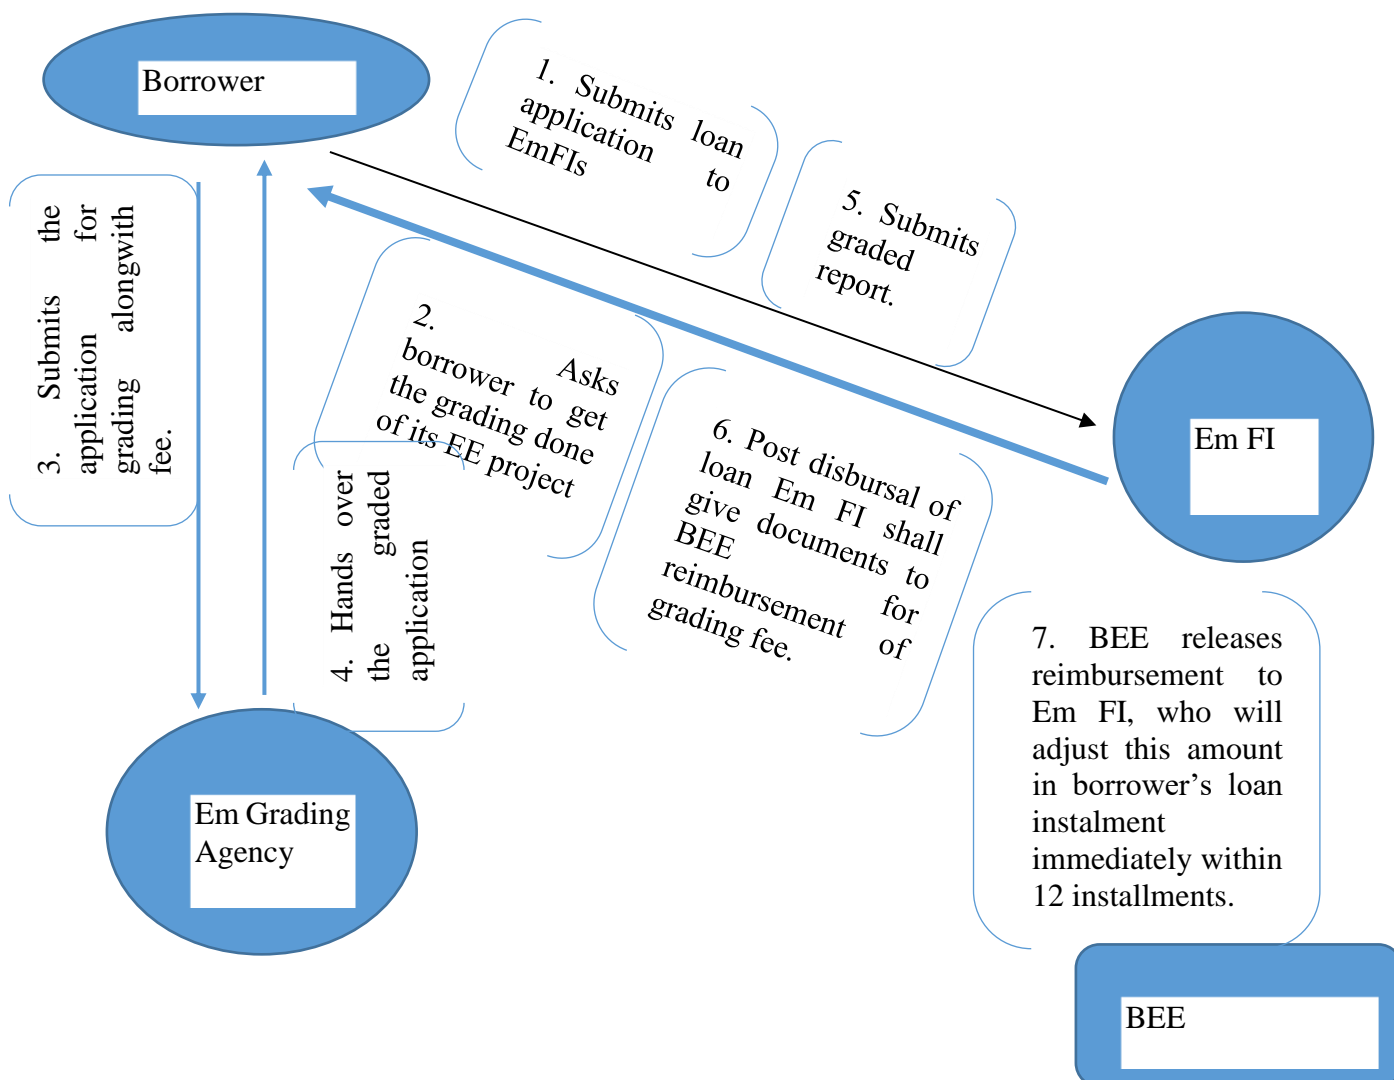 Borrower
1. Submits loan
application to
EmFIs
5. Submits
graded
report.
3. Submits the
application for
grading alongwith
fee.
2.
Asks
borrower to get
the grading done
of its EE project
4. Hands over
the graded
application
6. Post disbursal of
loan Em FI shall
give documents to
BEE for
reimbursement of
grading fee.
Em FI
7. BEE releases
reimbursement to
Em FI, who will
adjust this amount
in borrower’s loan
instalment
immediately within
12 installments.
Em Grading
Agency
BEE